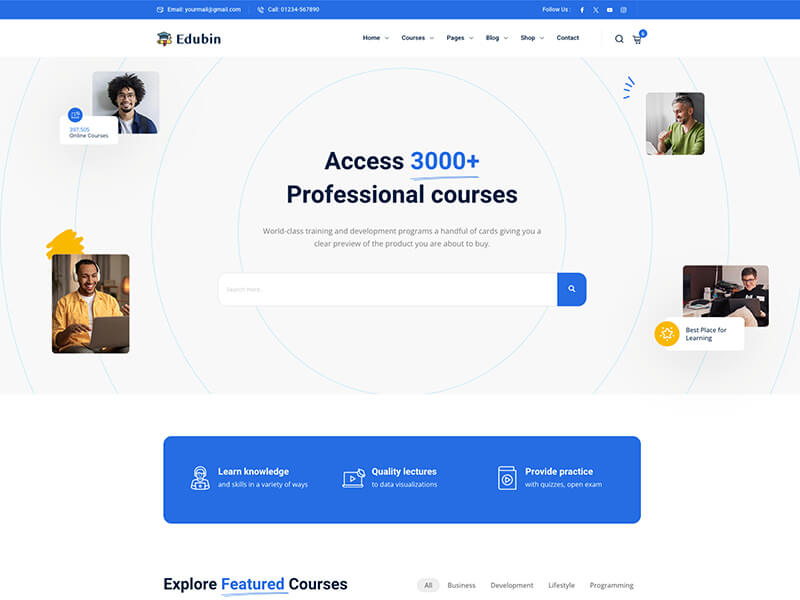 Email: yourmail@gmail.com
Call: 01234-567890
Follow Us :
Edubin
Home
Courses
Pages
Blog
Shop
Contact
397,505
Online Courses
Access 3000+
Professional courses
World-class training and development programs a handful of cards giving you a
clear preview of the product you are about to buy.
Search Here...
Best Place for
Learning
Learn knowledge
and skills in a variety of ways
Quality lectures
to data visualizations
Provide practice
with quizzes, open exam
Explore Featured Courses
All
Business
Development
Lifestyle
Programming